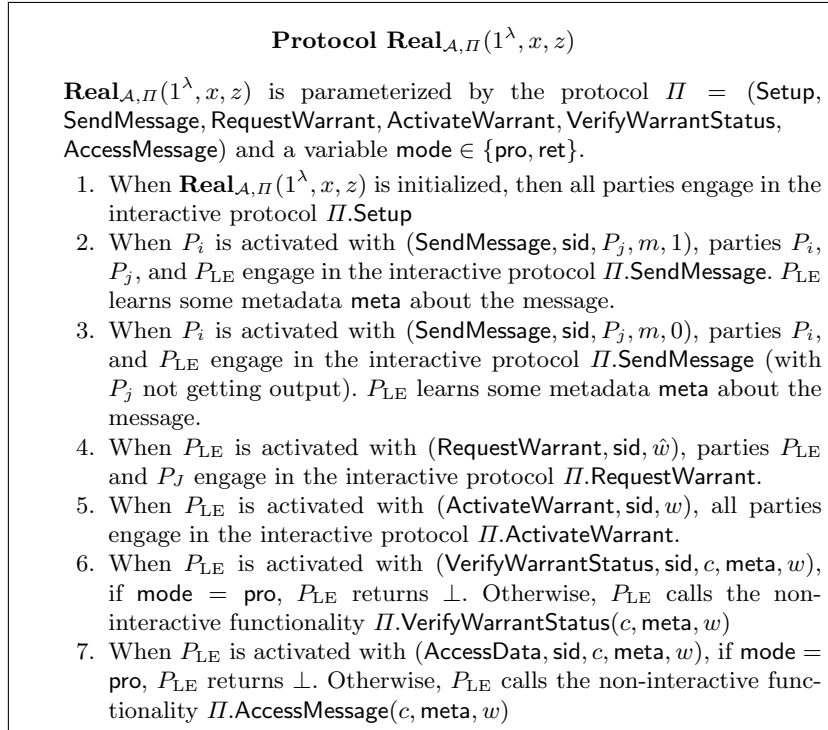 Protocol Real_{𝒜,Π}(1^λ, x, z)
Real_{𝒜,Π}(1^λ, x, z) is parameterized by the protocol Π = (Setup,
SendMessage, RequestWarrant, ActivateWarrant, VerifyWarrantStatus,
AccessMessage) and a variable mode ∈ {pro, ret}.
1. When Real_{𝒜,Π}(1^λ, x, z) is initialized, then all parties engage in the
interactive protocol Π.Setup
2. When P_i is activated with (SendMessage, sid, P_j, m, 1), parties P_i,
P_j, and P_LE engage in the interactive protocol Π.SendMessage. P_LE
learns some metadata meta about the message.
3. When P_i is activated with (SendMessage, sid, P_j, m, 0), parties P_i,
and P_LE engage in the interactive protocol Π.SendMessage (with
P_j not getting output). P_LE learns some metadata meta about the
message.
4. When P_LE is activated with (RequestWarrant, sid, ŵ), parties P_LE
and P_J engage in the interactive protocol Π.RequestWarrant.
5. When P_LE is activated with (ActivateWarrant, sid, w), all parties
engage in the interactive protocol Π.ActivateWarrant.
6. When P_LE is activated with (VerifyWarrantStatus, sid, c, meta, w),
if mode = pro, P_LE returns ⊥. Otherwise, P_LE calls the non-
interactive functionality Π.VerifyWarrantStatus(c, meta, w)
7. When P_LE is activated with (AccessData, sid, c, meta, w), if mode =
pro, P_LE returns ⊥. Otherwise, P_LE calls the non-interactive func-
tionality Π.AccessMessage(c, meta, w)